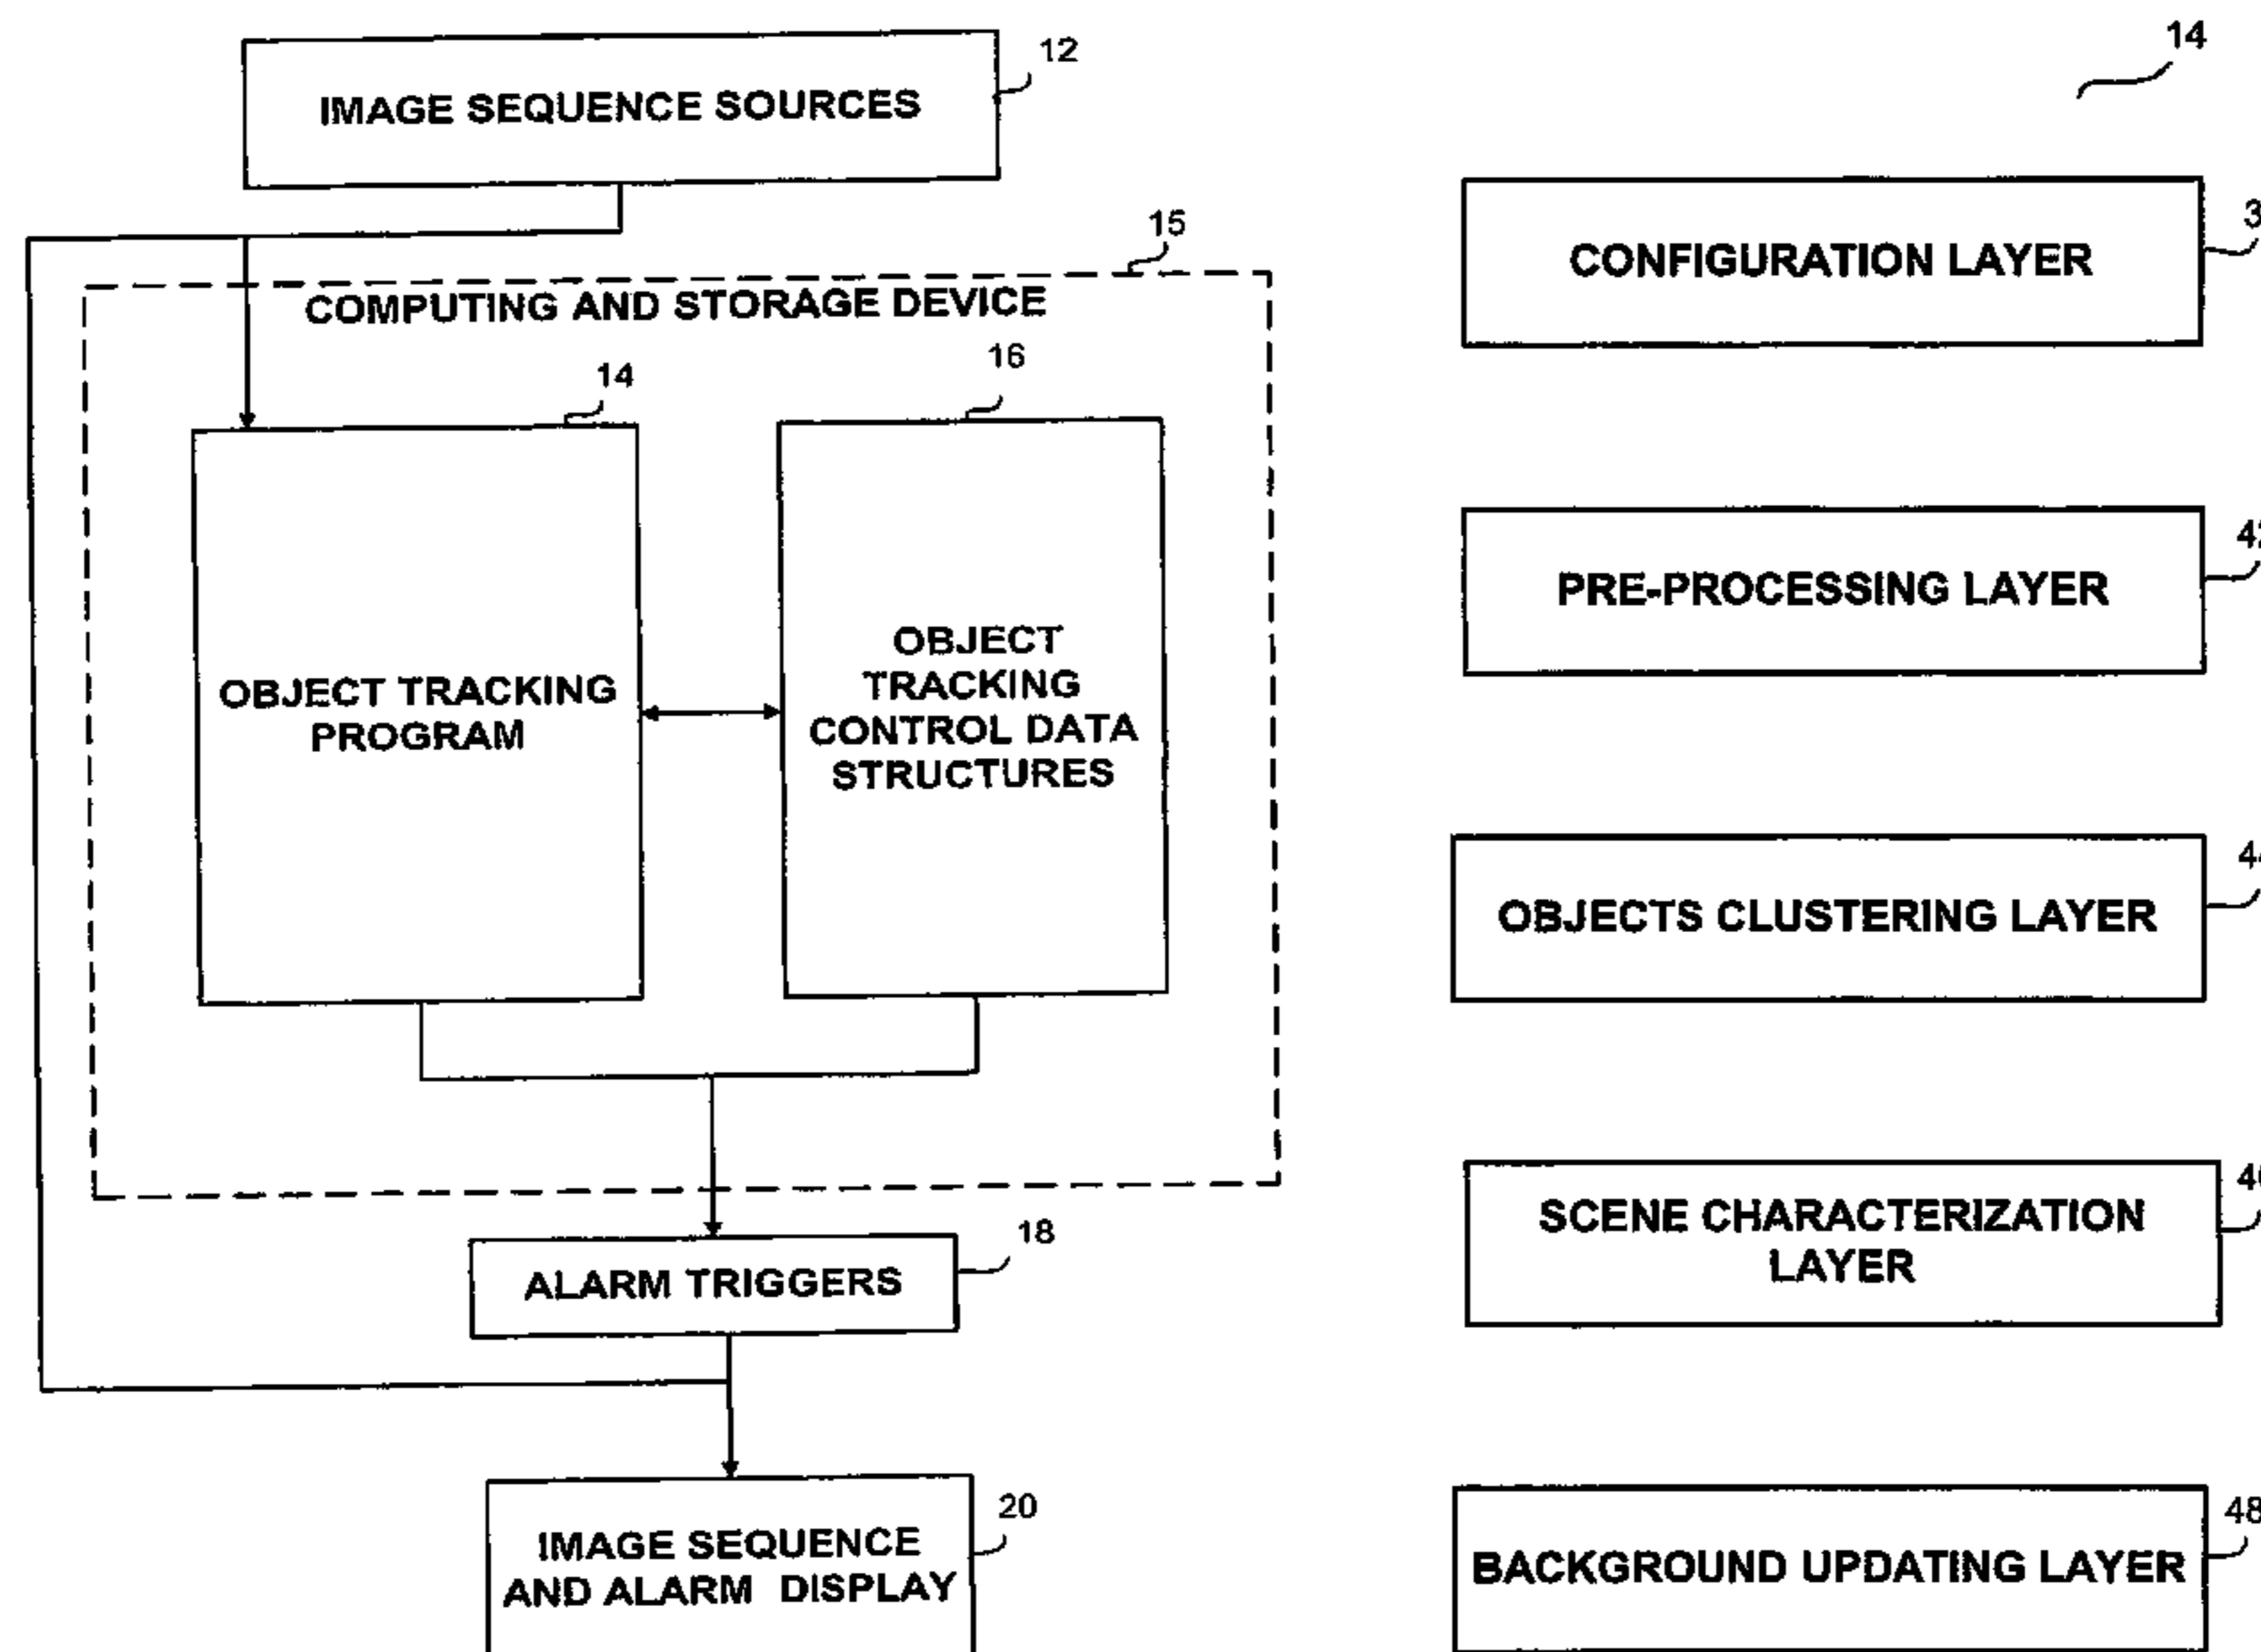 12
IMAGE SEQUENCE SOURCES
15
COMPUTING AND STORAGE DEVICE
14
16
OBJECT TRACKING
PROGRAM
OBJECT
TRACKING
CONTROL DATA
STRUCTURES
18
ALARM TRIGGERS
20
IMAGE SEQUENCE
AND ALARM DISPLAY
14
CONFIGURATION LAYER
PRE-PROCESSING LAYER
42
OBJECTS CLUSTERING LAYER
44
SCENE CHARACTERIZATION
LAYER
BACKGROUND UPDATING LAYER
48